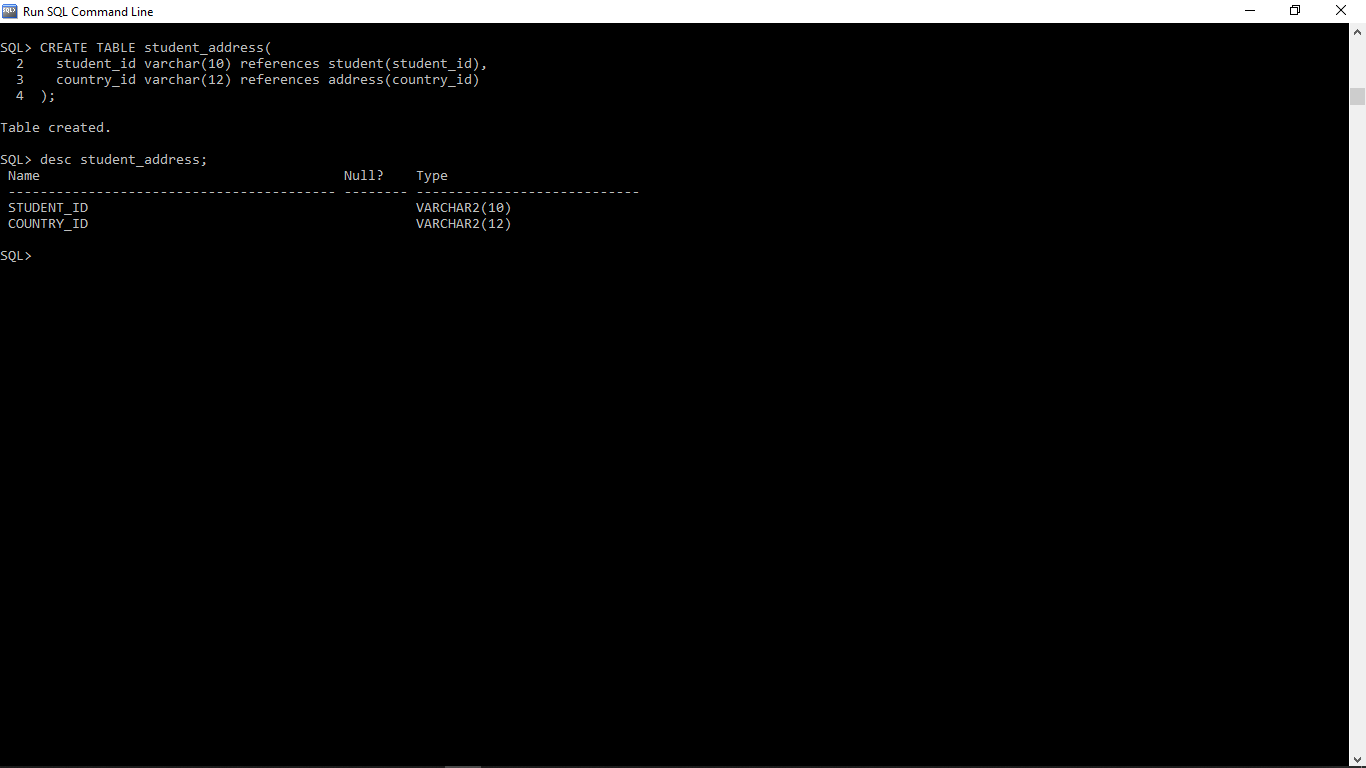 Run SQL Command Line
SQL> CREATE TABLE student_address(
  2    student_id varchar(10) references student(student_id),
  3    country_id varchar(12) references address(country_id)
  4  );
Table created.
SQL> desc student_address;
 Name                                      Null?    Type
 ----------------------------------------- -------- ----------------------------
 STUDENT_ID                                         VARCHAR2(10)
 COUNTRY_ID                                         VARCHAR2(12)
SQL>